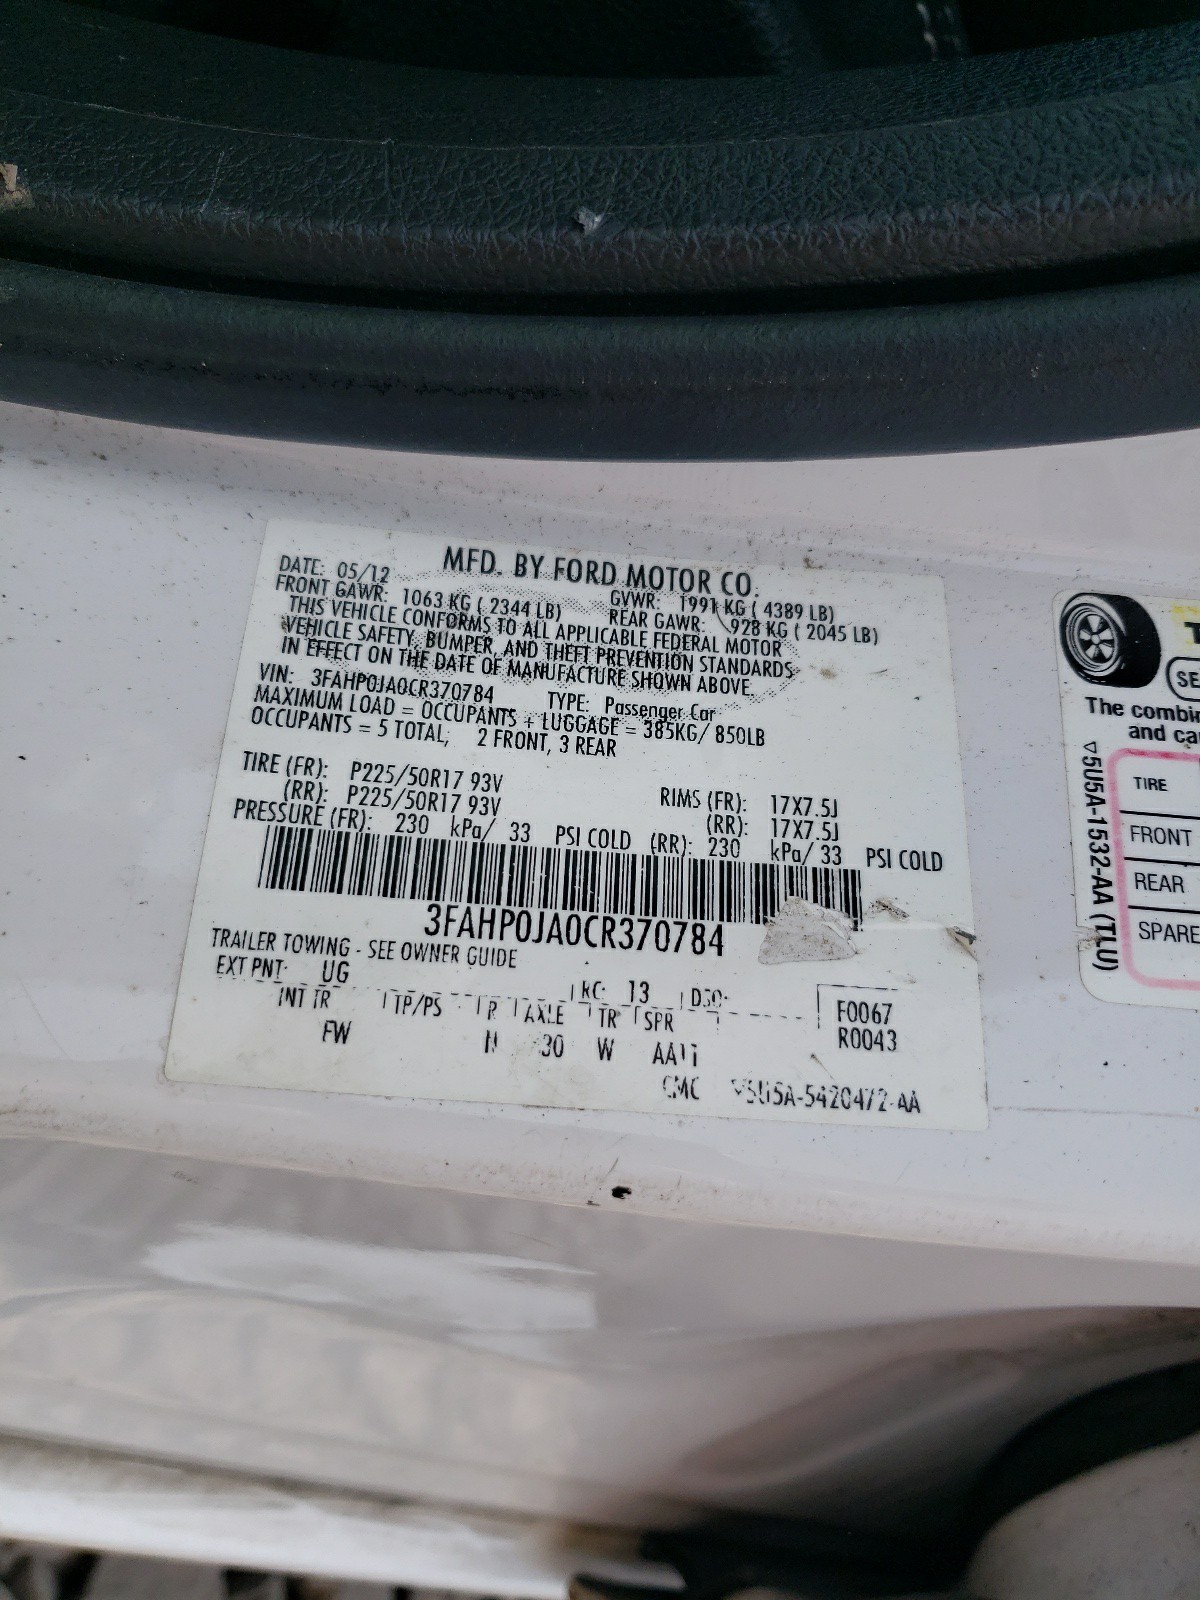 MFD. BY FORD MOTOR CO.
DATE: 05/12 GVWR: 1991 KG ( 4389 LB)
FRONT GAWR: 1063 KG ( 2344 LB) REAR GAWR: 928 KG ( 2045 LB)
THIS VEHICLE CONFORMS TO ALL APPLICABLE FEDERAL MOTOR
VEHICLE SAFETY, BUMPER, AND THEFT PREVENTION STANDARDS
IN EFFECT ON THE DATE OF MANUFACTURE SHOWN ABOVE.
VIN: 3FAHP0JA0CR370784 TYPE: Passenger Car
MAXIMUM LOAD = OCCUPANTS + LUGGAGE = 385KG/ 850LB
OCCUPANTS = 5 TOTAL, 2 FRONT, 3 REAR
TIRE (FR): P225/50R17 93V RIMS (FR): 17X7.5J
(RR): P225/50R17 93V (RR): 17X7.5J
PRESSURE (FR): 230 kPa/ 33 PSI COLD (RR): 230 kPa/ 33 PSI COLD
3FAHP0JA0CR370784
TRAILER TOWING - SEE OWNER GUIDE
EXT PNT: UG RC: 13 DSO:
F0067
R0043
INT TR TP/PS R AXLE TR SPR
FW N 30 W AA11
CMC 5U5A-5420472-AA
The combin
and ca
TIRE
FRONT
REAR
SPARE
5U5A-1532-AA (TLU)